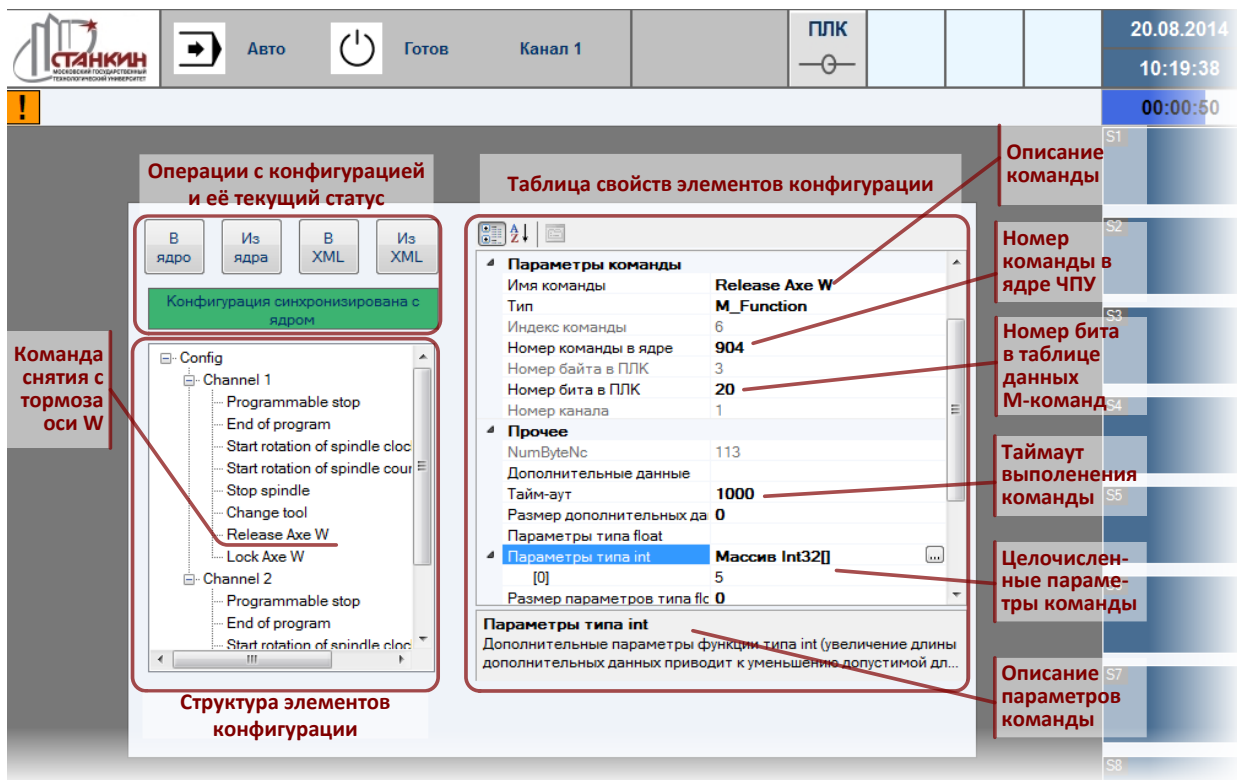 СТАНКИН
МОСКОВСКИЙ ГОСУДАРСТВЕННЫЙ
ТЕХНОЛОГИЧЕСКИЙ УНИВЕРСИТЕТ
Авто
Готов
Канал 1
ПЛК
20.08.2014
10:19:38
!
00:00:50
S1
S2
S3
S4
S5
S7
S8
Операции с конфигурацией
и её текущий статус
В
ядро
Из
ядра
В
XML
Из
XML
Конфигурация синхронизирована с
ядром
Команда
снятия с
тормоза
оси W
Config
Channel 1
Programmable stop
End of program
Start rotation of spindle cloc
Start rotation of spindle cour
Stop spindle
Change tool
Release Axe W
Lock Axe W
Channel 2
Programmable stop
End of program
Start rotation of spindle cloc
Структура элементов
конфигурации
Таблица свойств элементов конфигурации
A
Z
Параметры команды
Имя команды Release Axe W
Тип M_Function
Индекс команды 6
Номер команды в ядре 904
Номер байта в ПЛК 3
Номер бита в ПЛК 20
Номер канала 1
Прочее
NumByteNc 113
Дополнительные данные
Тайм-аут 1000
Размер дополнительных да 0
Параметры типа float
Параметры типа int Массив Int32[] ...
[0] 5
Размер параметров типа flc 0
Параметры типа int
Дополнительные параметры функции типа int (увеличение длины
дополнительных данных приводит к уменьшению допустимой дл...
Описание
команды
Номер
команды в
ядре ЧПУ
Номер бита
в таблице
данных
М-команд
Таймаут
выполенения
команды
Целочислен-
ные параме-
тры команды
Описание
параметров
команды